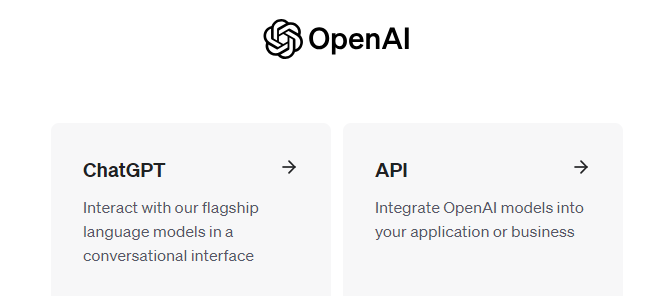 OpenAI
ChatGPT
Interact with our flagship
language models in a
conversational interface
API
Integrate OpenAI models into
your application or business